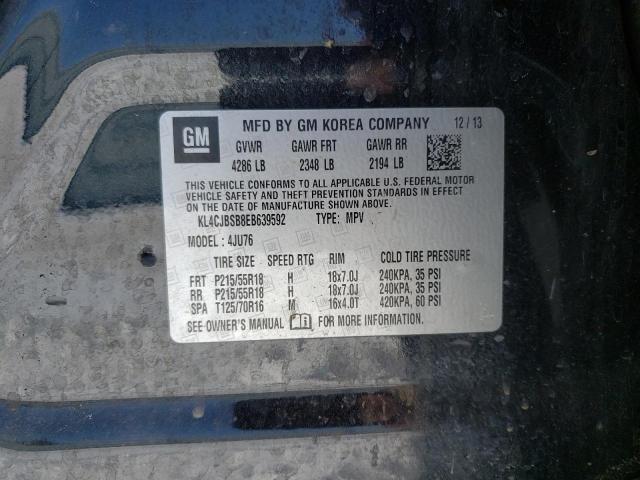 GM MFD BY GM KOREA COMPANY 12 / 13
GVWR GAWR FRT GAWR RR
4286 LB 2348 LB 2194 LB
THIS VEHICLE CONFORMS TO ALL APPLICABLE U.S. FEDERAL MOTOR
VEHICLE SAFETY AND THEFT PREVENTION STANDARDS IN EFFECT
ON THE DATE OF MANUFACTURE SHOWN ABOVE.
KL4CJBSB8EB639592 TYPE: MPV
MODEL : 4JU76
TIRE SIZE SPEED RTG RIM COLD TIRE PRESSURE
FRT P215/55R18 H 18x7.0J 240KPA, 35 PSI
RR P215/55R18 H 18x7.0J 240KPA, 35 PSI
SPA T125/70R16 M 16x4.0T 420KPA, 60 PSI
SEE OWNER'S MANUAL FOR MORE INFORMATION